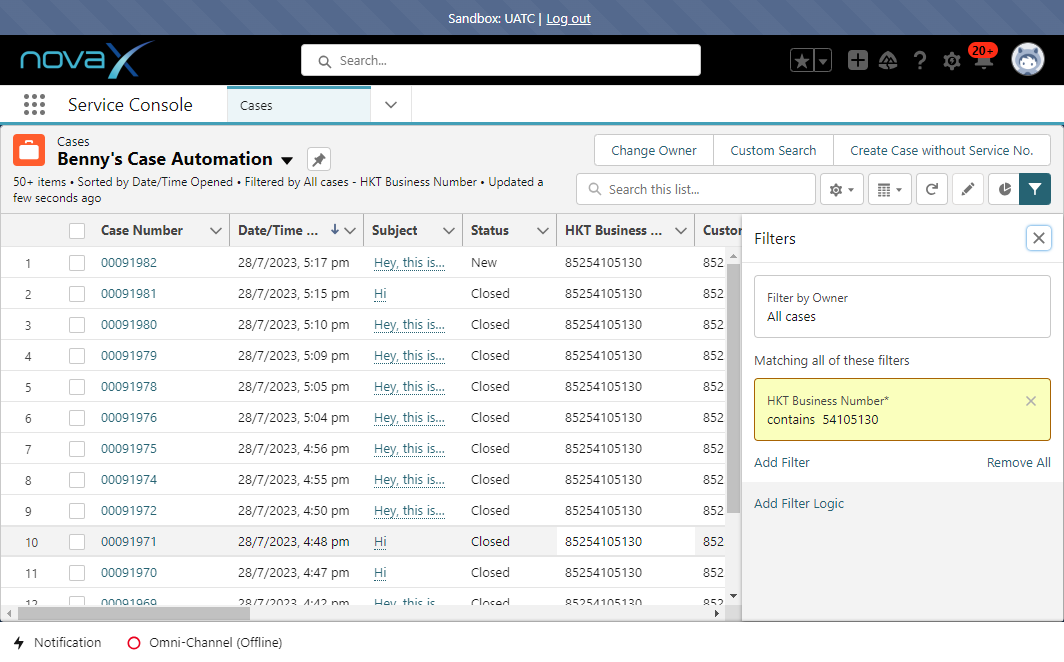 Sandbox: UATC | Log out
novaX
Search...
20+
Service Console
Cases
Cases
Benny's Case Automation
50+ items • Sorted by Date/Time Opened • Filtered by All cases - HKT Business Number • Updated a
few seconds ago
Change Owner
Custom Search
Create Case without Service No.
Search this list...
Case Number Date/Time ... Subject Status HKT Business ... Custor
1 00091982 28/7/2023, 5:17 pm Hey, this is... New 85254105130 852
2 00091981 28/7/2023, 5:15 pm Hi Closed 85254105130 852
3 00091980 28/7/2023, 5:10 pm Hey, this is... Closed 85254105130 852
4 00091979 28/7/2023, 5:09 pm Hey, this is... Closed 85254105130 852
5 00091978 28/7/2023, 5:05 pm Hey, this is... Closed 85254105130 852
6 00091976 28/7/2023, 5:04 pm Hey, this is... Closed 85254105130 852
7 00091975 28/7/2023, 4:56 pm Hey, this is... Closed 85254105130 852
8 00091974 28/7/2023, 4:55 pm Hey, this is... Closed 85254105130 852
9 00091972 28/7/2023, 4:50 pm Hey, this is... Closed 85254105130 852
10 00091971 28/7/2023, 4:48 pm Hi Closed 85254105130 852
11 00091970 28/7/2023, 4:47 pm Hi Closed 85254105130 852
12 00091969 28/7/2023, 4:42 pm Hey, this is Closed 85254105130 852
Filters
Filter by Owner
All cases
Matching all of these filters
HKT Business Number*
contains 54105130
Add Filter
Remove All
Add Filter Logic
Notification
Omni-Channel (Offline)